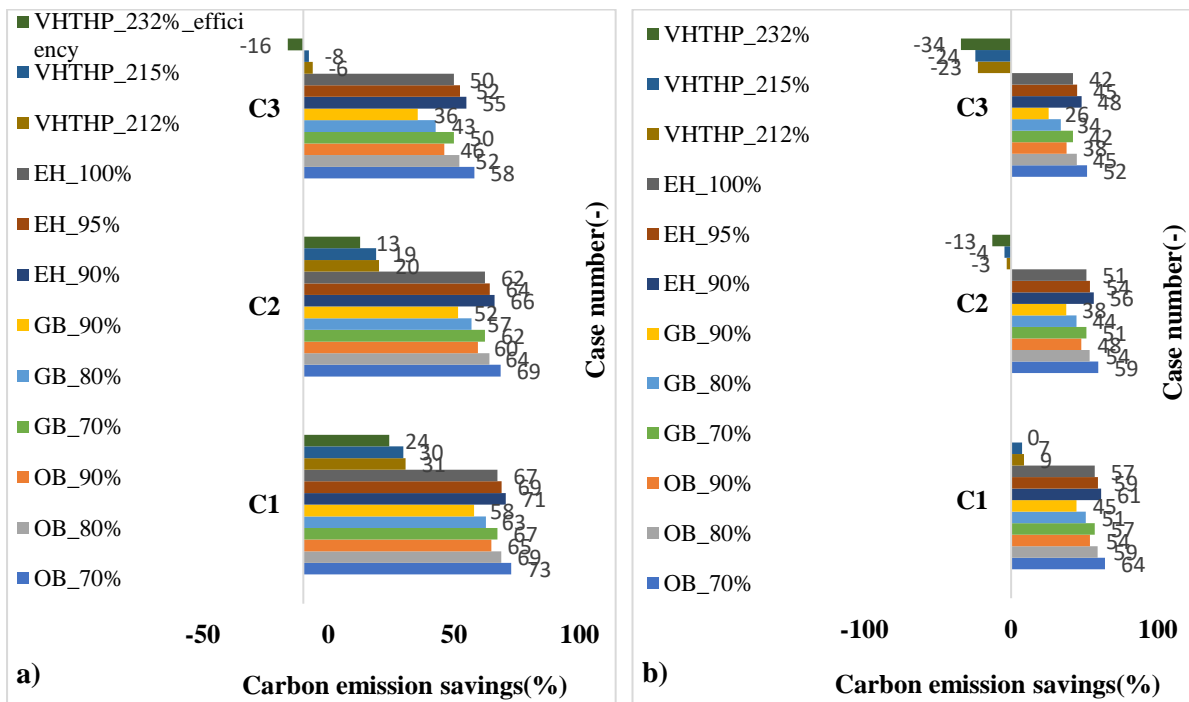 VHTHP_232%_effici
ency
VHTHP_215%
VHTHP_212%
EH_100%
EH_95%
EH_90%
GB_90%
GB_80%
GB_70%
OB_90%
OB_80%
OB_70%
C3
-16
-8
-6
50
52
55
36
43
50
46
52
58
C2
13
19
20
62
64
66
52
57
62
60
64
69
C1
24
30
31
67
69
71
58
63
67
65
69
73
Case number(-)
-50 0 50 100
Carbon emission savings(%)
a)
VHTHP_232%
VHTHP_215%
VHTHP_212%
EH_100%
EH_95%
EH_90%
GB_90%
GB_80%
GB_70%
OB_90%
OB_80%
OB_70%
C3
-34
-24
-23
42
45
48
26
34
42
38
45
52
C2
-13
-4
-3
51
54
56
38
44
51
48
54
59
C1
0
7
9
57
59
61
45
51
57
54
59
64
Case number(-)
-100 0 100
Carbon emission savings(%)
b)